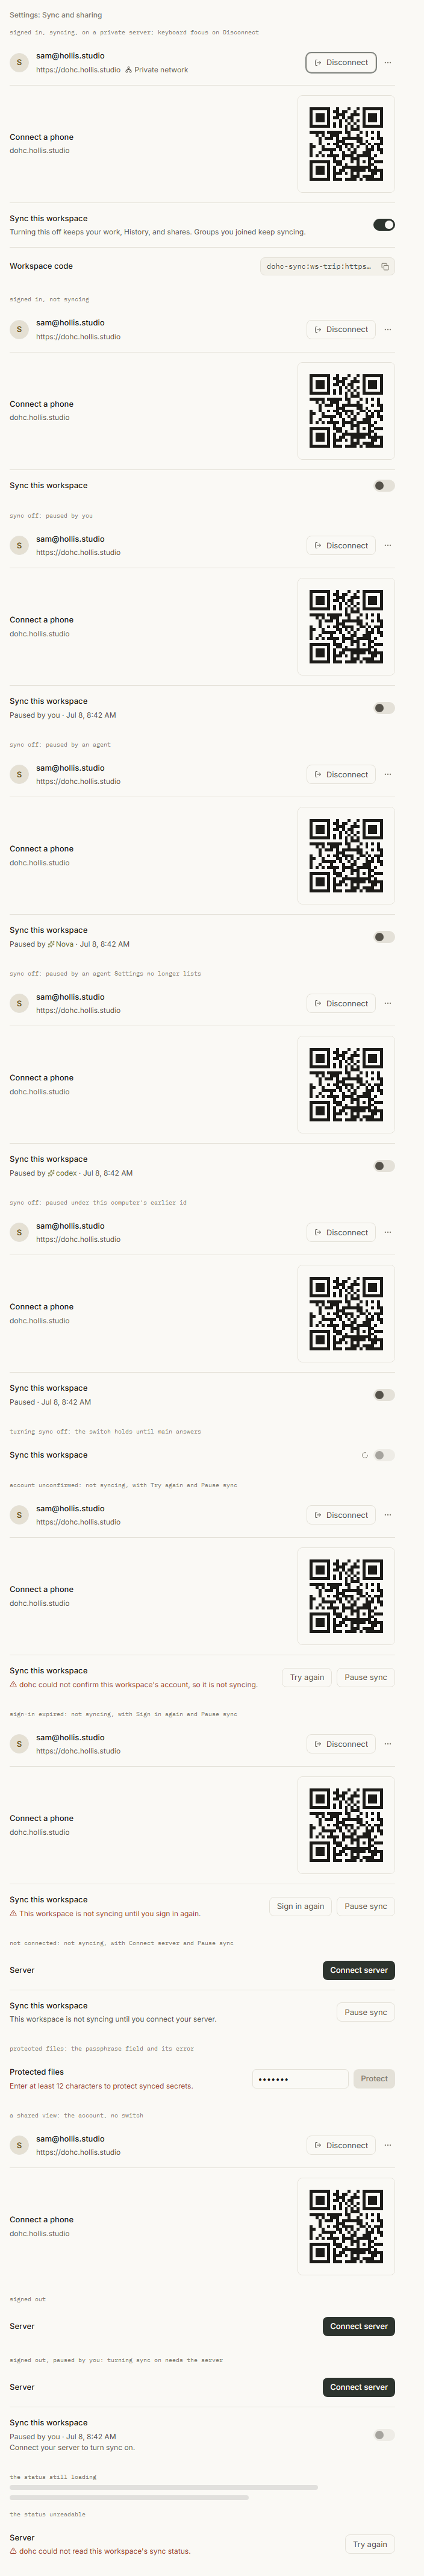 Settings: Sync and sharing
signed in, syncing, on a private server; keyboard focus on Disconnect
S
sam@hollis.studio
https://dohc.hollis.studio Private network
Disconnect
Connect a phone
dohc.hollis.studio
Sync this workspace
Turning this off keeps your work, History, and shares. Groups you joined keep syncing.
Workspace code
dohc-sync:ws-trip:https…
signed in, not syncing
S
sam@hollis.studio
https://dohc.hollis.studio
Disconnect
Connect a phone
dohc.hollis.studio
Sync this workspace
sync off: paused by you
S
sam@hollis.studio
https://dohc.hollis.studio
Disconnect
Connect a phone
dohc.hollis.studio
Sync this workspace
Paused by you · Jul 8, 8:42 AM
sync off: paused by an agent
S
sam@hollis.studio
https://dohc.hollis.studio
Disconnect
Connect a phone
dohc.hollis.studio
Sync this workspace
Paused by Nova · Jul 8, 8:42 AM
sync off: paused by an agent Settings no longer lists
S
sam@hollis.studio
https://dohc.hollis.studio
Disconnect
Connect a phone
dohc.hollis.studio
Sync this workspace
Paused by codex · Jul 8, 8:42 AM
sync off: paused under this computer's earlier id
S
sam@hollis.studio
https://dohc.hollis.studio
Disconnect
Connect a phone
dohc.hollis.studio
Sync this workspace
Paused · Jul 8, 8:42 AM
turning sync off: the switch holds until main answers
Sync this workspace
account unconfirmed: not syncing, with Try again and Pause sync
S
sam@hollis.studio
https://dohc.hollis.studio
Disconnect
Connect a phone
dohc.hollis.studio
Sync this workspace
dohc could not confirm this workspace's account, so it is not syncing.
Try again
Pause sync
sign-in expired: not syncing, with Sign in again and Pause sync
S
sam@hollis.studio
https://dohc.hollis.studio
Disconnect
Connect a phone
dohc.hollis.studio
Sync this workspace
This workspace is not syncing until you sign in again.
Sign in again
Pause sync
not connected: not syncing, with Connect server and Pause sync
Server
Connect server
Sync this workspace
This workspace is not syncing until you connect your server.
Pause sync
protected files: the passphrase field and its error
Protected files
Enter at least 12 characters to protect synced secrets.
Protect
a shared view: the account, no switch
S
sam@hollis.studio
https://dohc.hollis.studio
Disconnect
Connect a phone
dohc.hollis.studio
signed out
Server
Connect server
signed out, paused by you: turning sync on needs the server
Server
Connect server
Sync this workspace
Paused by you · Jul 8, 8:42 AM
Connect your server to turn sync on.
the status still loading
the status unreadable
Server
dohc could not read this workspace's sync status.
Try again